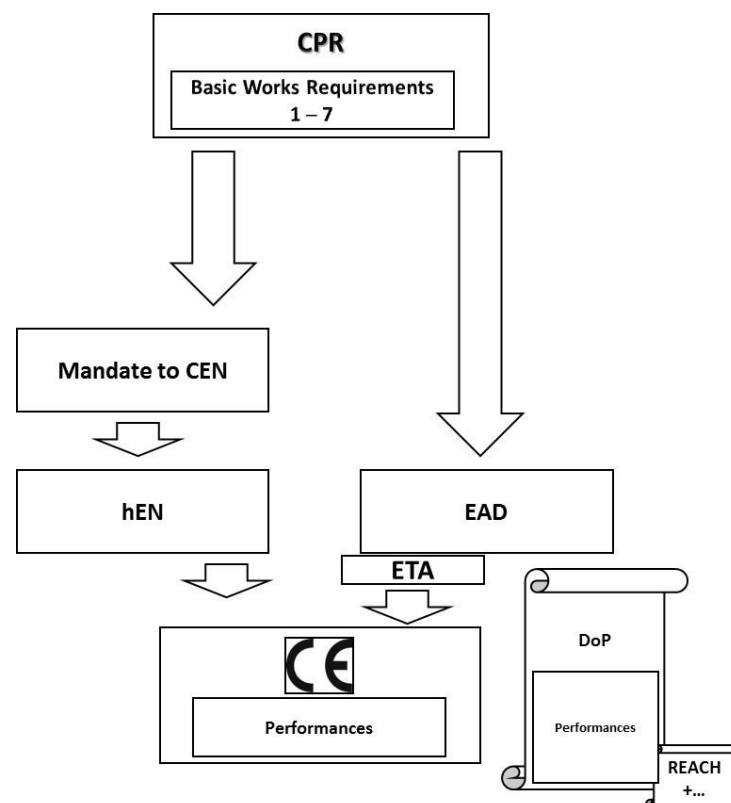 CPR
Basic Works Requirements
1 – 7
Mandate to CEN
hEN
EAD
ETA
CE
Performances
DoP
Performances
REACH
+...